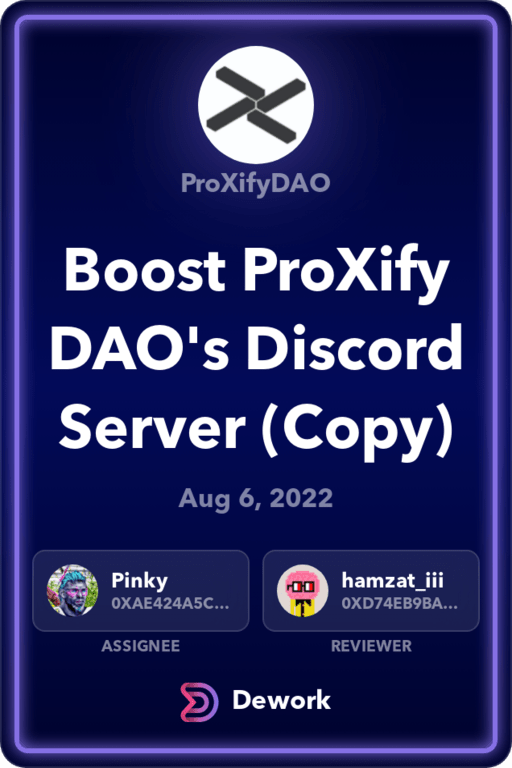 ProXifyDAO
Boost ProXify
DAO's Discord
Server (Copy)
Aug 6, 2022
Pinky
0XAE424A5C...
ASSIGNEE
hamzat_iii
0XD74EB9BA...
REVIEWER
Dework